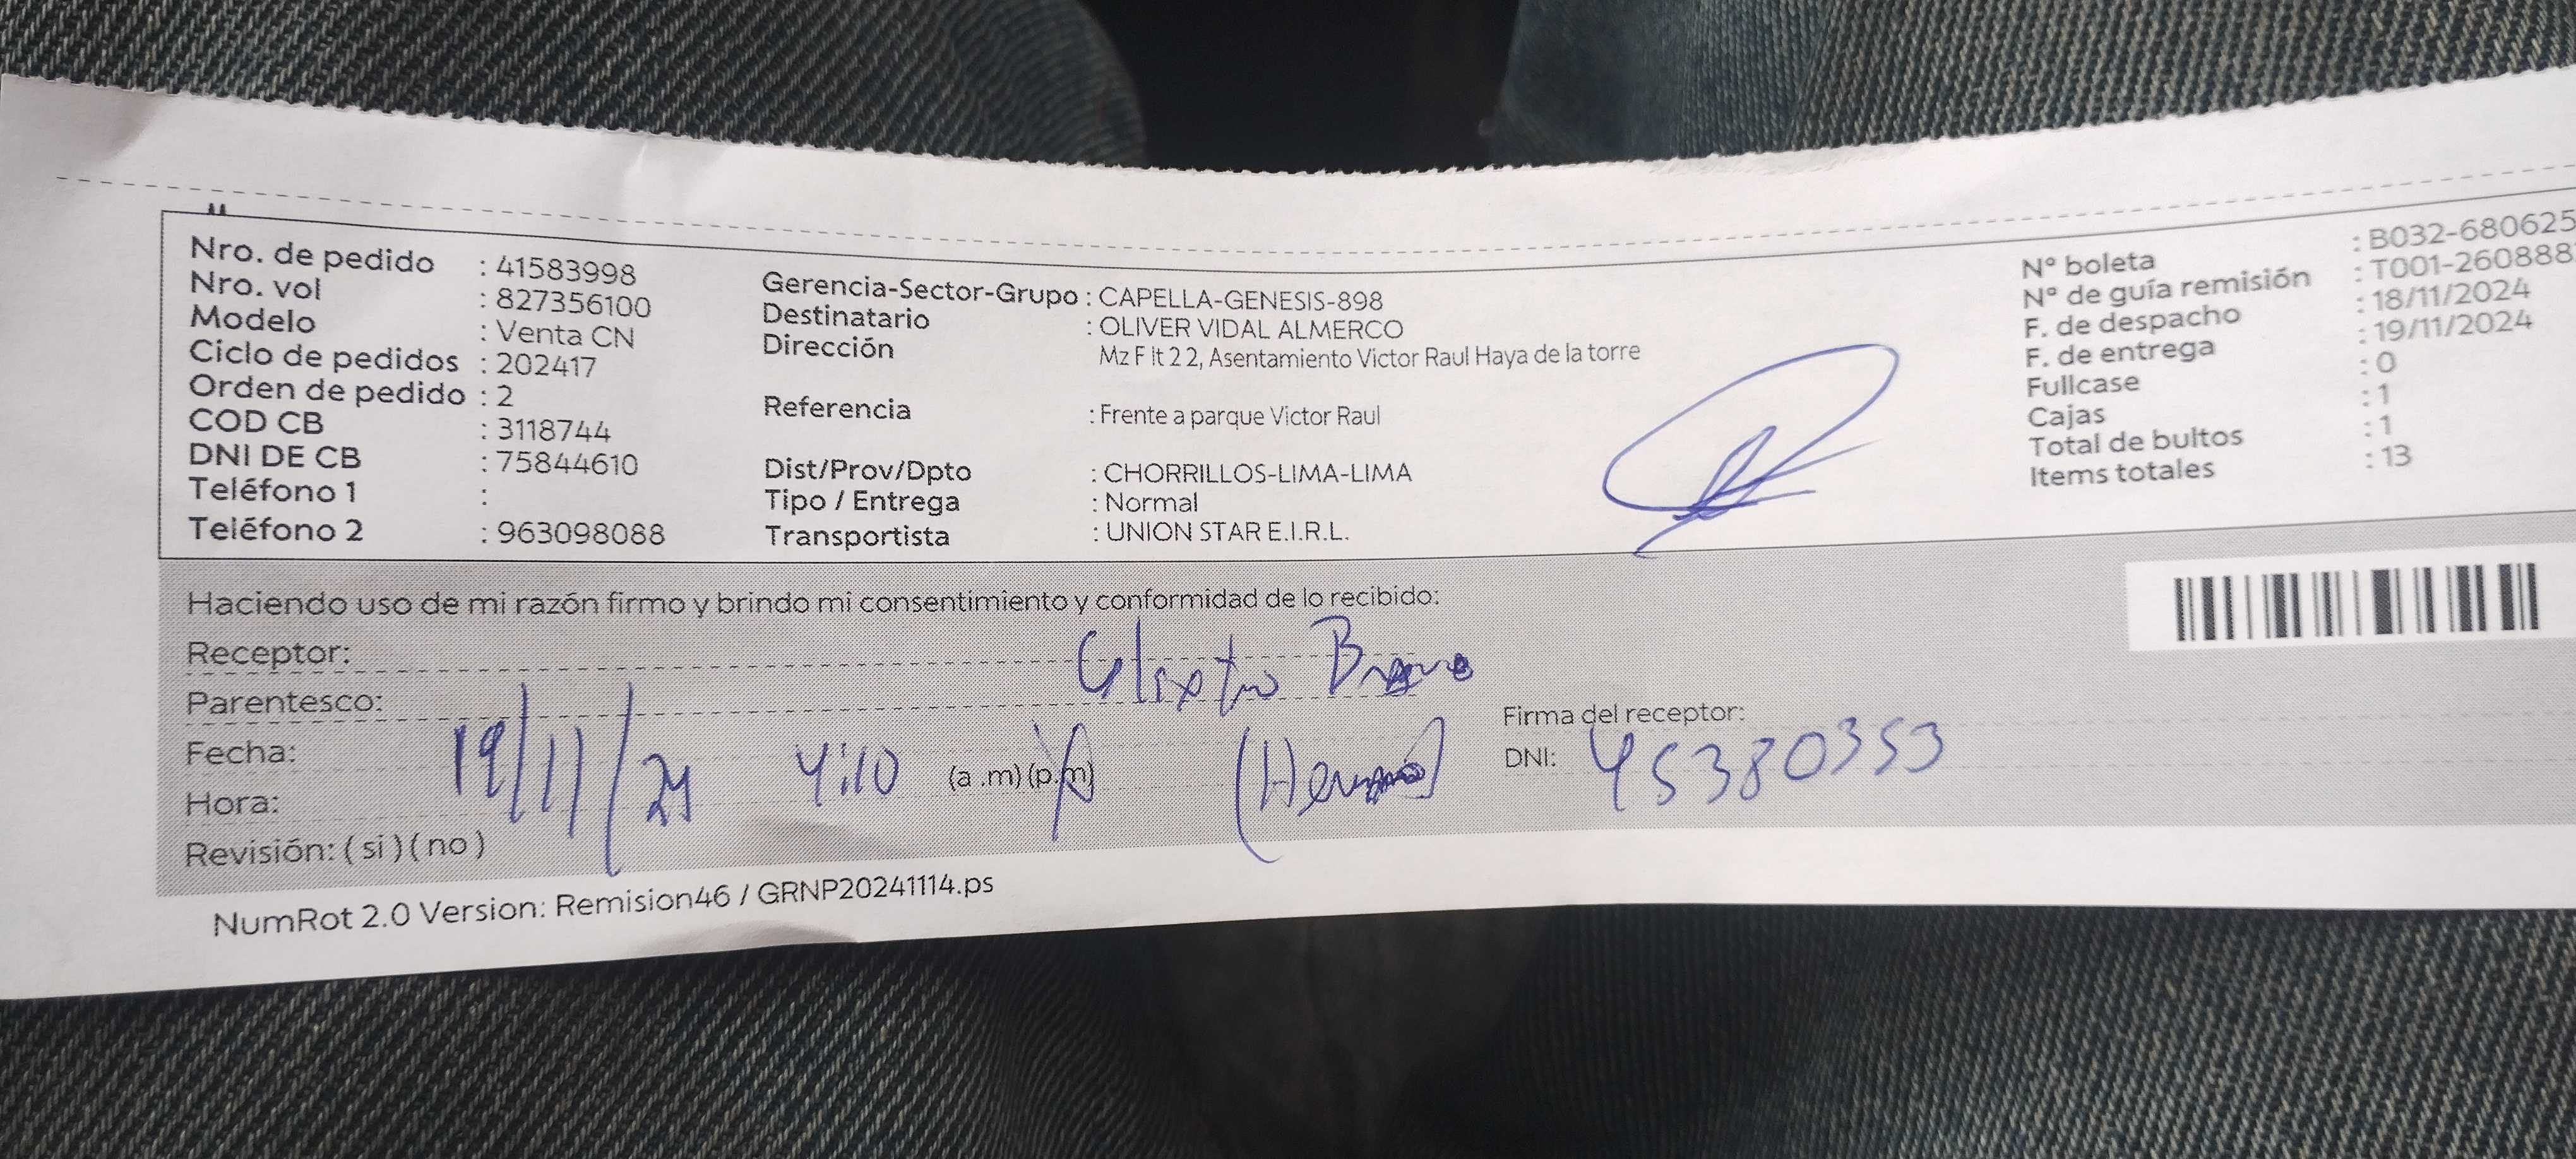 Nro. de pedido : 41583998
Nro. vol : 827356100
Modelo : Venta CN
Ciclo de pedidos : 202417
Orden de pedido : 2
COD CB : 3118744
DNI DE CB : 75844610
Teléfono 1 :
Teléfono 2 : 963098088
Gerencia-Sector-Grupo : CAPELLA-GENESIS-898
Destinatario : OLIVER VIDAL ALMERCO
Dirección Mz F lt 2 2, Asentamiento Victor Raul Haya de la torre
Referencia : Frente a parque Victor Raul
Dist/Prov/Dpto : CHORRILLOS-LIMA-LIMA
Tipo / Entrega : Normal
Transportista : UNION STAR E.I.R.L.
N° boleta : B032-680625
N° de guía remisión : T001-260888
F. de despacho : 18/11/2024
F. de entrega : 19/11/2024
Fullcase : 0
Cajas : 1
Total de bultos : 1
Items totales : 13
Haciendo uso de mi razón firmo y brindo mi consentimiento y conformidad de lo recibido:
Receptor:
Parentesco:
Fecha: 19/11/24 4:10 (a .m) (p.m)
Hora:
Revisión: ( si ) ( no )
Firma del receptor:
DNI: 45380353
NumRot 2.0 Version: Remision46 / GRNP20241114.ps